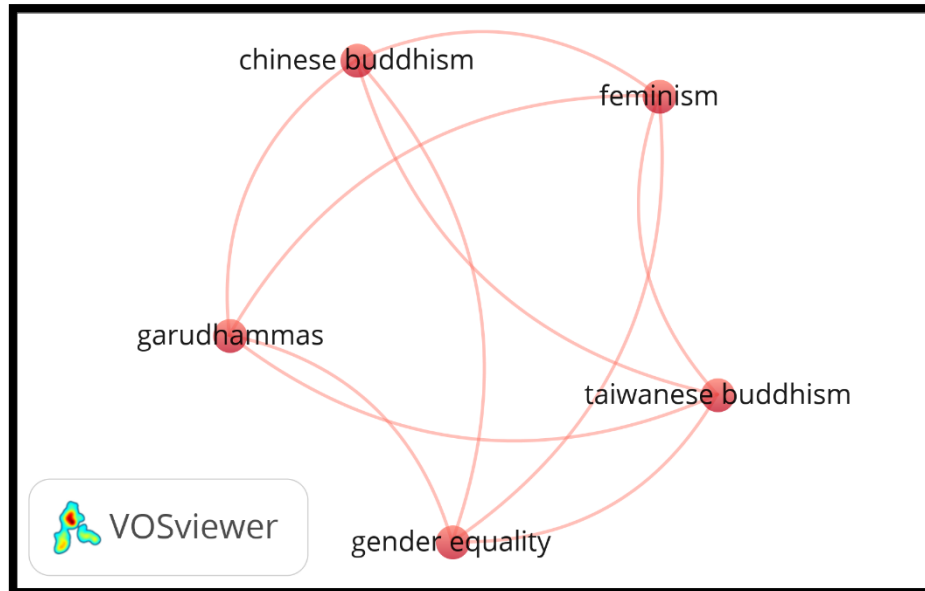 chinese buddhism
feminism
garudhammas
taiwanese buddhism
gender equality
VOSviewer